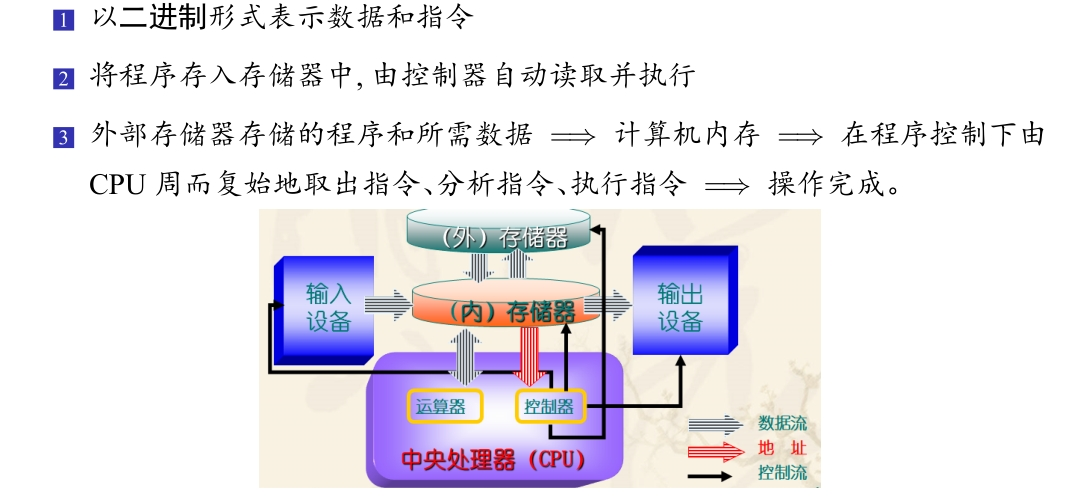 1 以二进制形式表示数据和指令
2 将程序存入存储器中, 由控制器自动读取并执行
3 外部存储器存储的程序和所需数据 ⟹ 计算机内存 ⟹ 在程序控制下由
CPU 周而复始地取出指令、分析指令、执行指令 ⟹ 操作完成。
（外）存储器
输入
设备
（内）存储器
输出
设备
运算器
控制器
中央处理器（CPU）
数据流
地 址
控制流